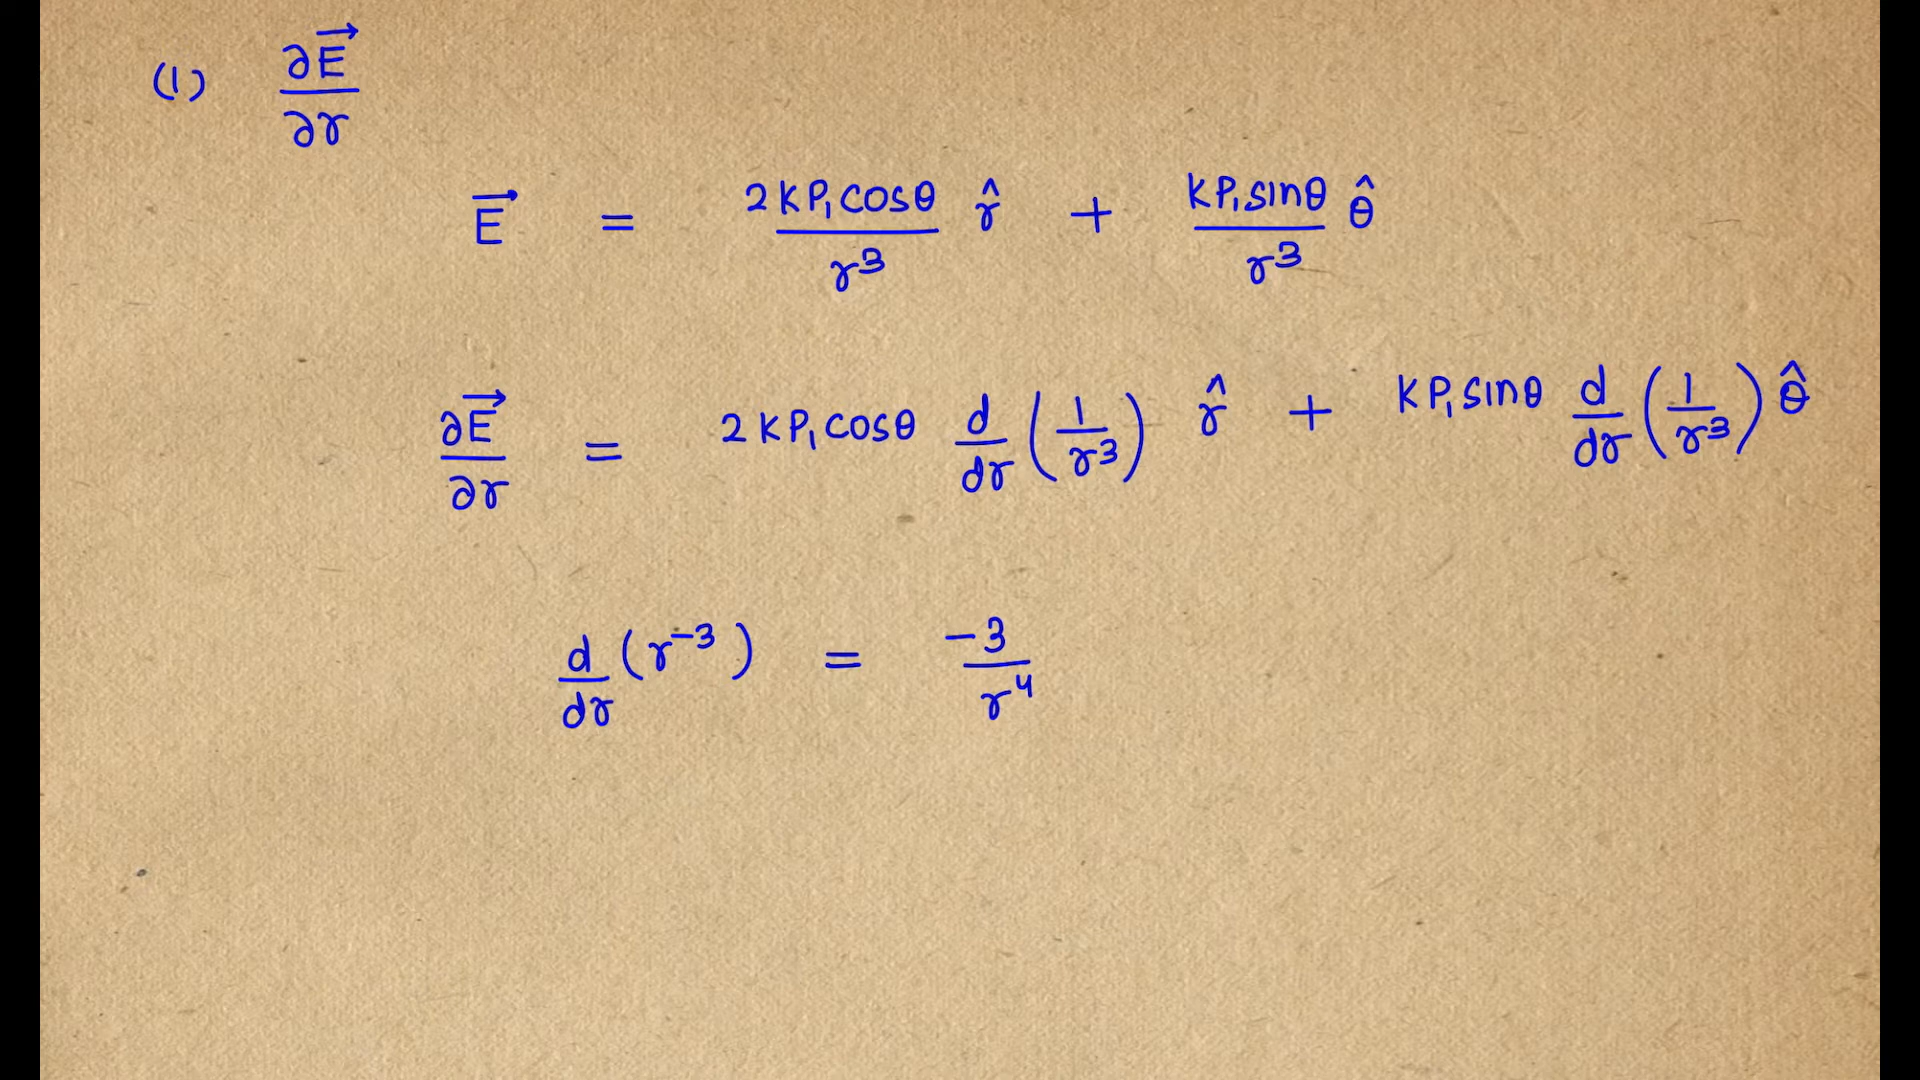 (1) ∂E⃗/∂r
E⃗ = 2KP₁cosθ/r³ r̂ + KP₁sinθ/r³ θ̂
∂E⃗/∂r = 2KP₁cosθ d/dr (1/r³) r̂ + KP₁sinθ d/dr (1/r³) θ̂
d/dr (r⁻³) = -3/r⁴